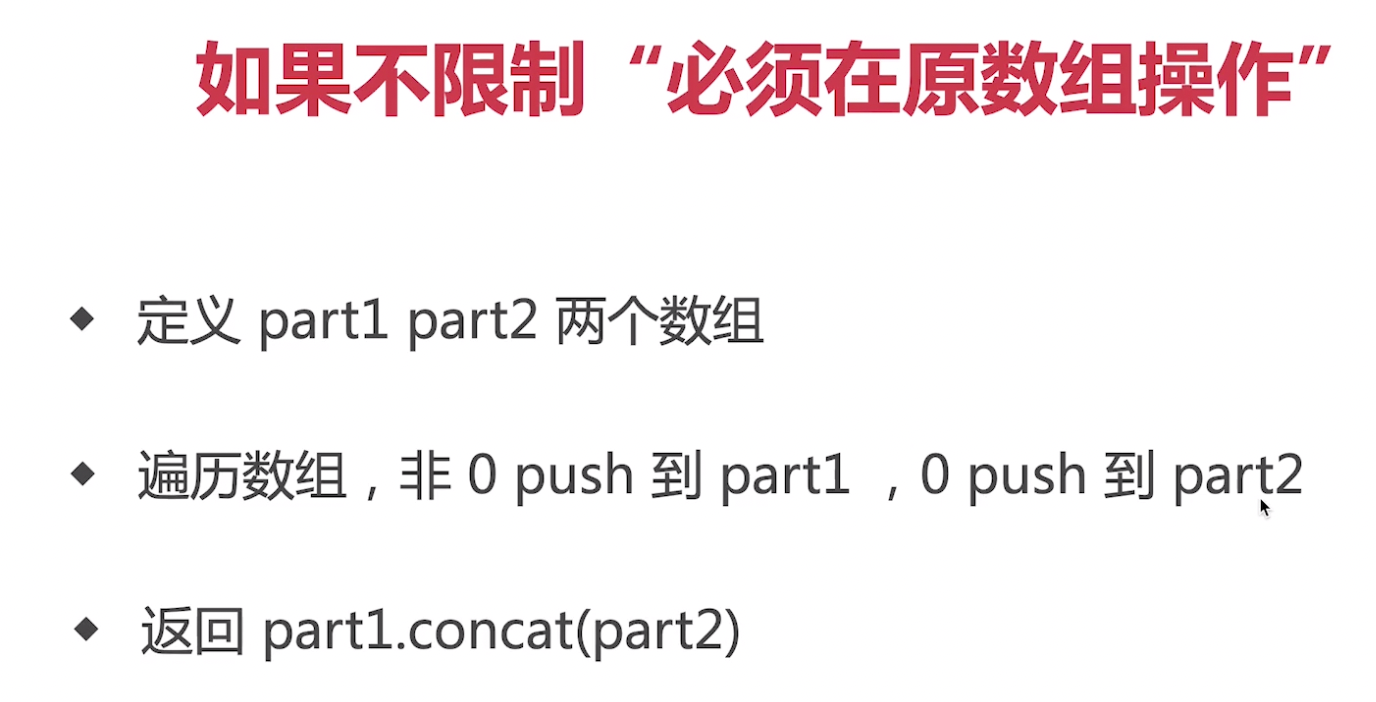 如果不限制“必须在原数组操作”
◆ 定义 part1 part2 两个数组
◆ 遍历数组，非 0 push 到 part1 ，0 push 到 part2
◆ 返回 part1.concat(part2)